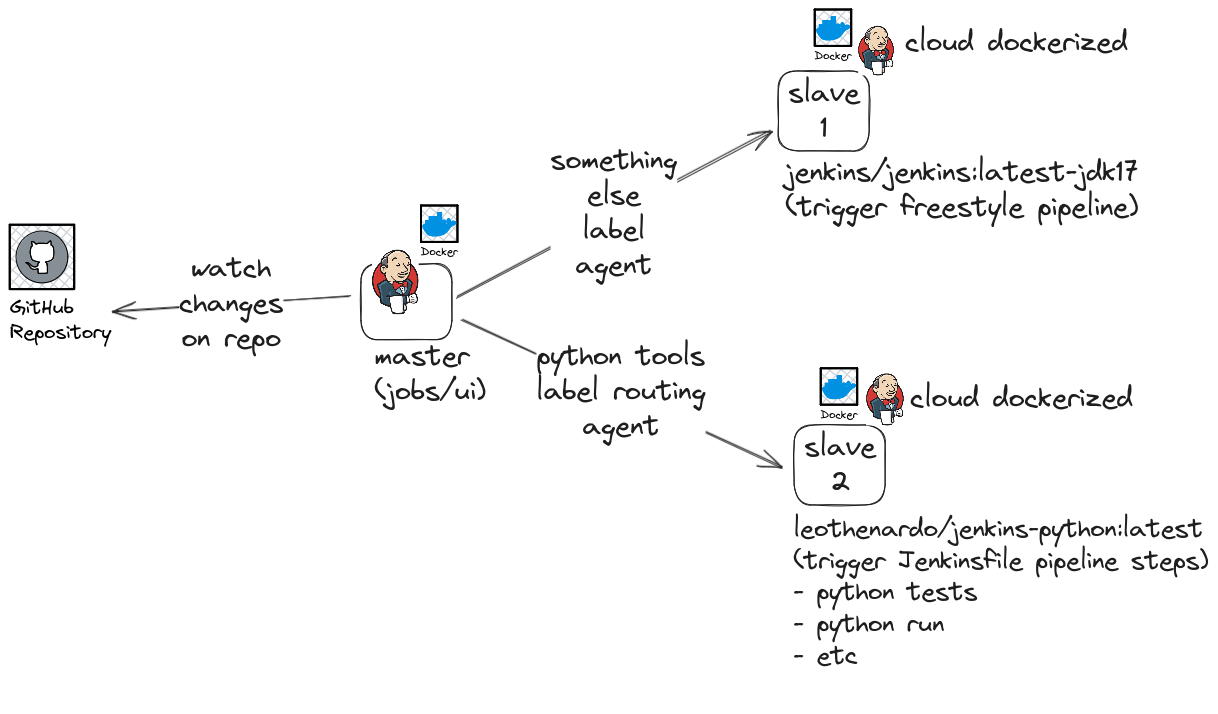 Docker
cloud dockerized
slave
1
jenkins/jenkins:latest-jdk17
(trigger freestyle pipeline)
something
else
label
agent
Docker
GitHub
Repository
watch
changes
on repo
master
(jobs/ui)
python tools
label routing
agent
Docker
cloud dockerized
slave
2
leothenardo/jenkins-python:latest
(trigger Jenkinsfile pipeline steps)
- python tests
- python run
- etc